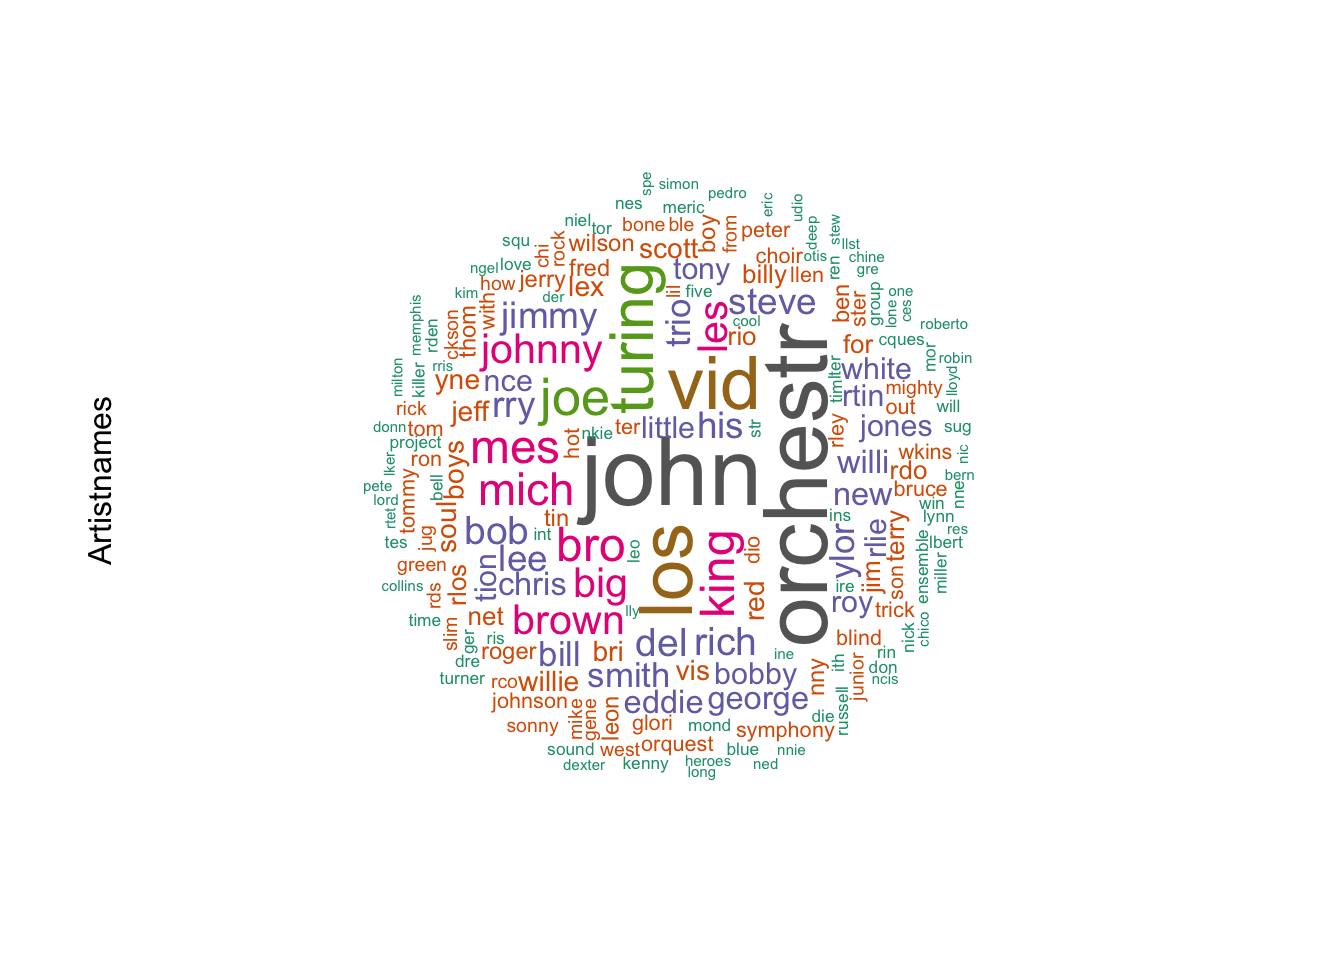 Artistnames
spe
simon
pedro
eric
udio
nes
meric
deep
stew
niel
tor
bone
ble
boy
from
peter
squ
chi
rock
wilson
scott
choir
otis
ren
llst
chine
gre
ngel
love
fred
tony
billy
llen
kim
how
jerry
lex
turing
ill
five
steve
ben
ster
group
lone
one
ces
memphis
rden
ckson
thom
with
jimmy
der
trio
les
cool
rio
orchestr
for
cques
roberto
johnny
milton
killer
rris
yne
nce
joe
vid
tim
lter
white
mor
robin
lloyd
rick
jeff
rry
rtin
mighty
out
will
donn
tom
project
hot
nkie
ter
little
his
str
rley
jones
sug
lker
ron
boys
mes
john
willi
rdo
wkins
nic
bern
pete
lord
bell
tommy
mich
new
bruce
nner
win
rtet
soul
tin
ins
lynn
res
tes
jug
bob
int
bro
leo
los
king
dio
ylor
rlie
terry
lbert
green
lee
tion
chris
big
red
ire
jim
son
ensemble
miller
collins
rds
rlos
roy
trick
time
slim
net
brown
lly
blind
nick
chico
ger
ris
roger
bill
bri
del
rich
ine
ith
rin
don
ncis
dre
turner
rco
willie
smith
vis
bobby
nny
junior
johnson
mike
gene
leon
eddie
george
die
russell
sonny
glori
mond
symphony
sound
west
orquest
blue
nnie
dexter
kenny
heroes
long
ned